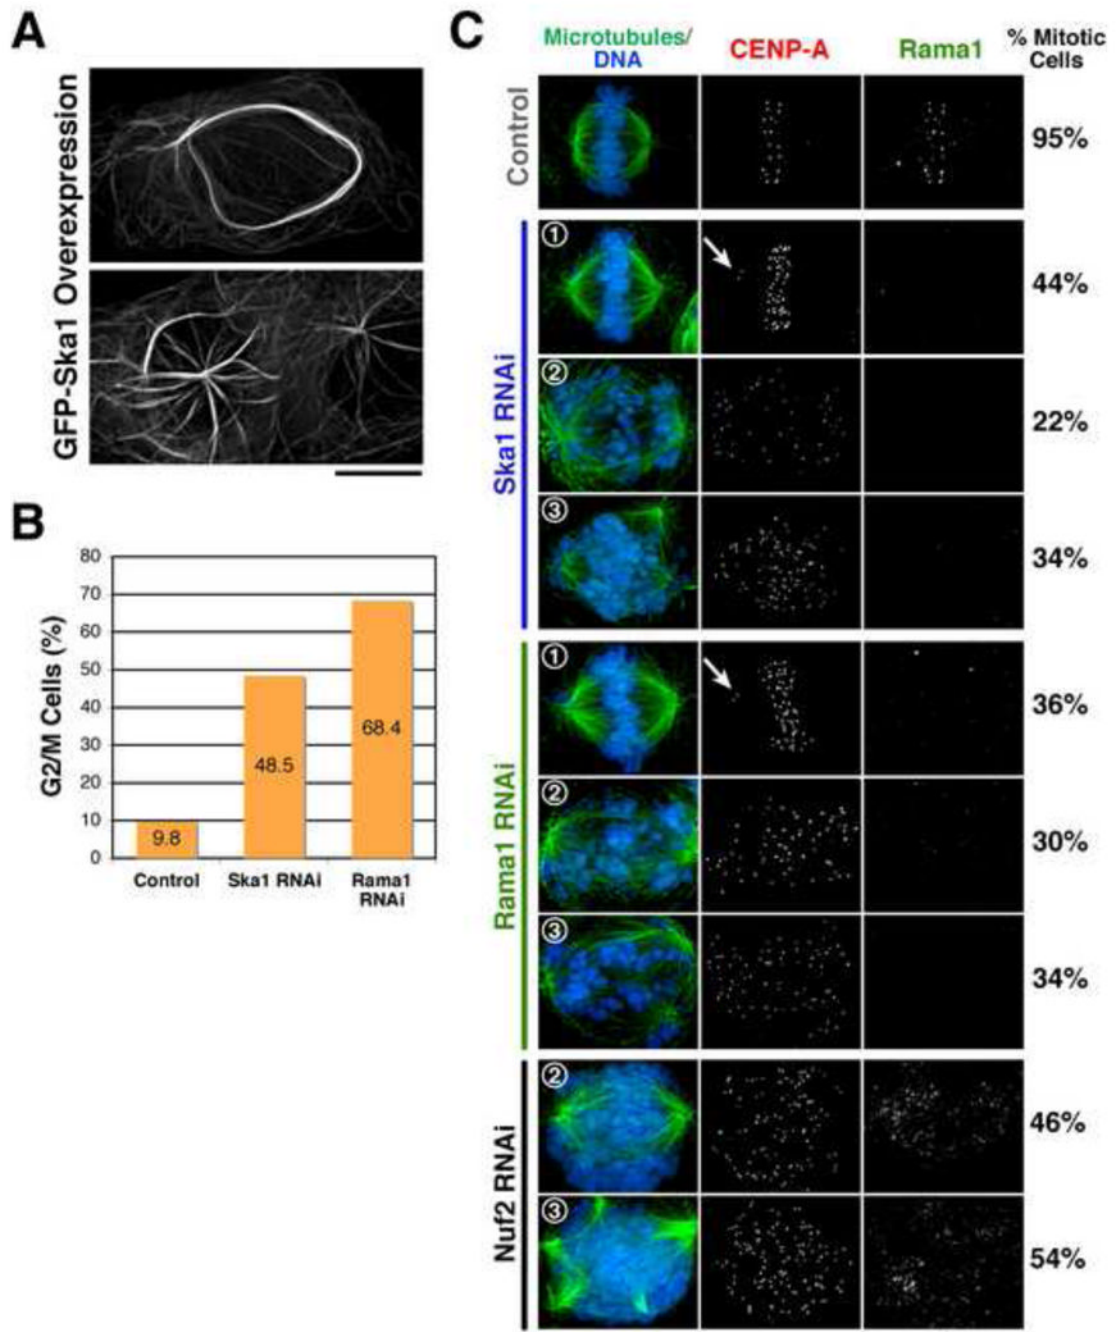 A
GFP-Ska1 Overexpression
B
G2/M Cells (%)
80
70
60
50
40
30
20
10
0
9.8
48.5
68.4
Control
Ska1 RNAi
Rama1
RNAi
C
Microtubules/
DNA
CENP-A
Rama1
% Mitotic
Cells
Control
95%
Ska1 RNAi
①
44%
②
22%
③
34%
Rama1 RNAi
①
36%
②
30%
③
34%
Nuf2 RNAi
②
46%
③
54%